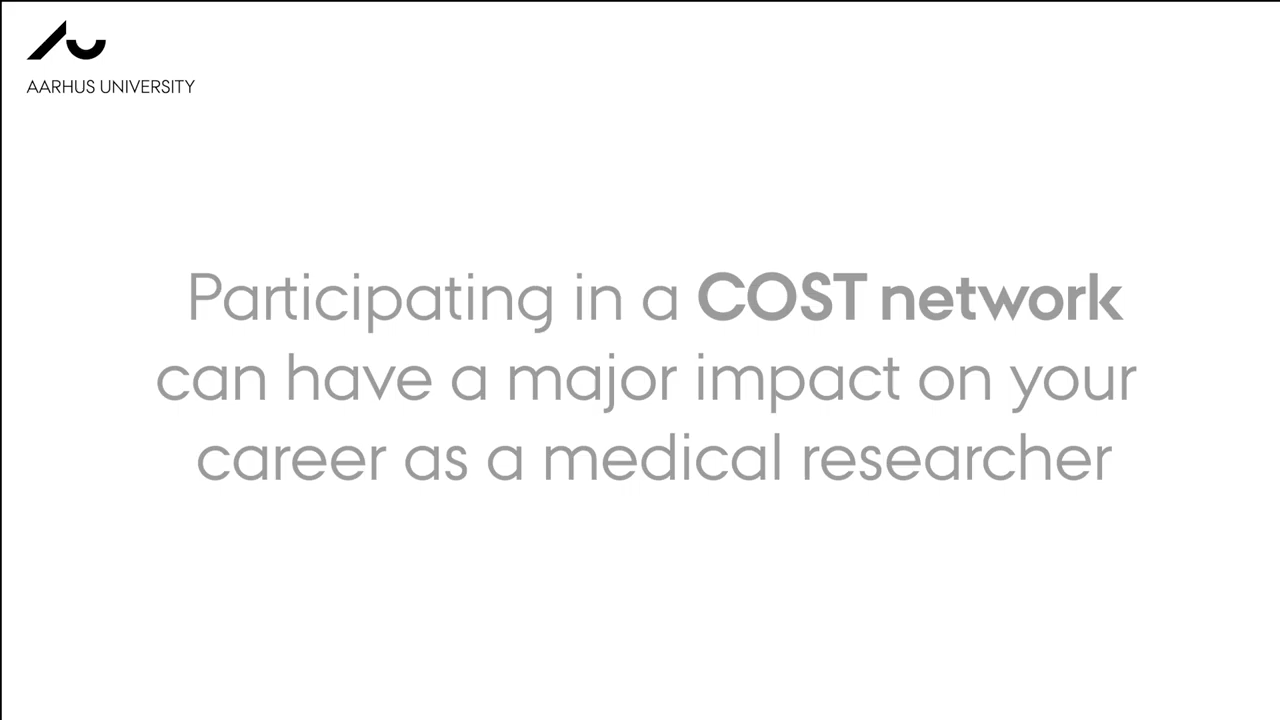 AARHUS UNIVERSITY
Participating in a COST network
can have a major impact on your
career as a medical researcher